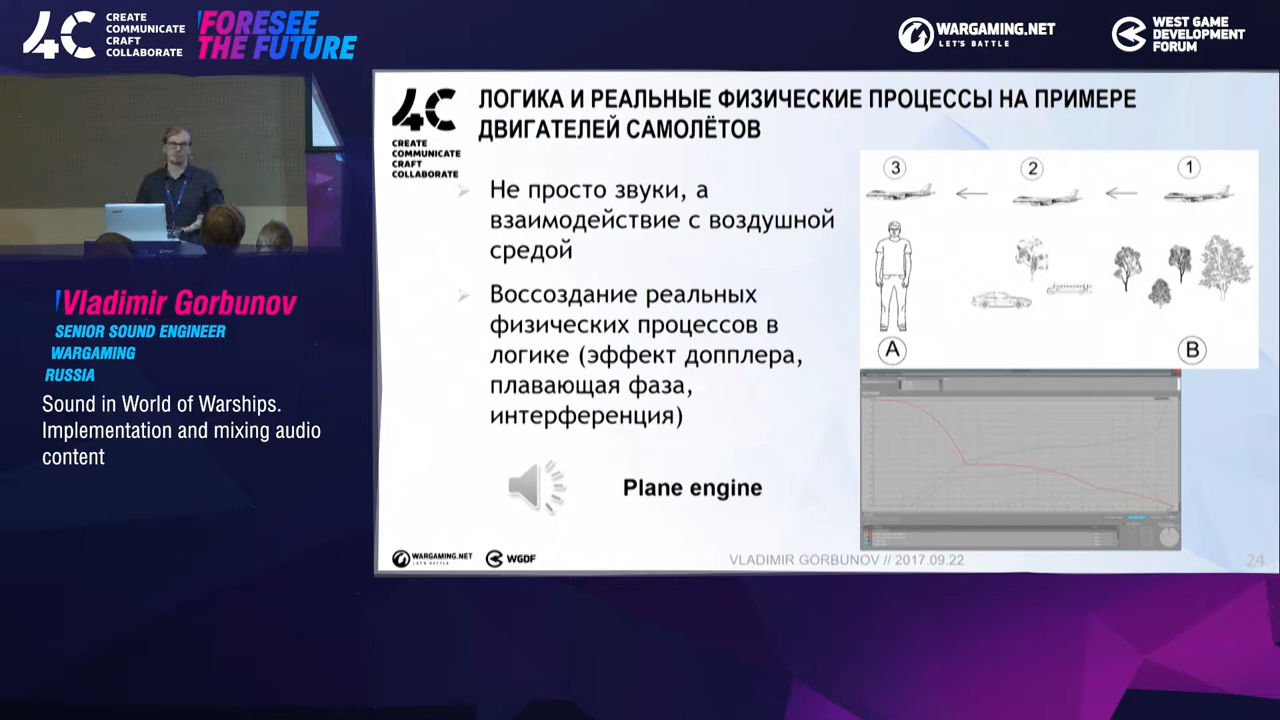 4C
CREATE
COMMUNICATE
CRAFT
COLLABORATE
FORESEE
THE FUTURE
WARGAMING.NET
LET'S BATTLE
WEST GAME
DEVELOPMENT
FORUM
Vladimir Gorbunov
SENIOR SOUND ENGINEER
WARGAMING
RUSSIA
Sound in World of Warships.
Implementation and mixing audio
content
4C
CREATE
COMMUNICATE
CRAFT
COLLABORATE
ЛОГИКА И РЕАЛЬНЫЕ ФИЗИЧЕСКИЕ ПРОЦЕССЫ НА ПРИМЕРЕ
ДВИГАТЕЛЕЙ САМОЛЁТОВ
Не просто звуки, а
взаимодействие с воздушной
средой
Воссоздание реальных
физических процессов в
логике (эффект допплера,
плавающая фаза,
интерференция)
Plane engine
3 2 1
A B
WARGAMING.NET
LET'S BATTLE
WGDF
VLADIMIR GORBUNOV // 2017.09.22
24